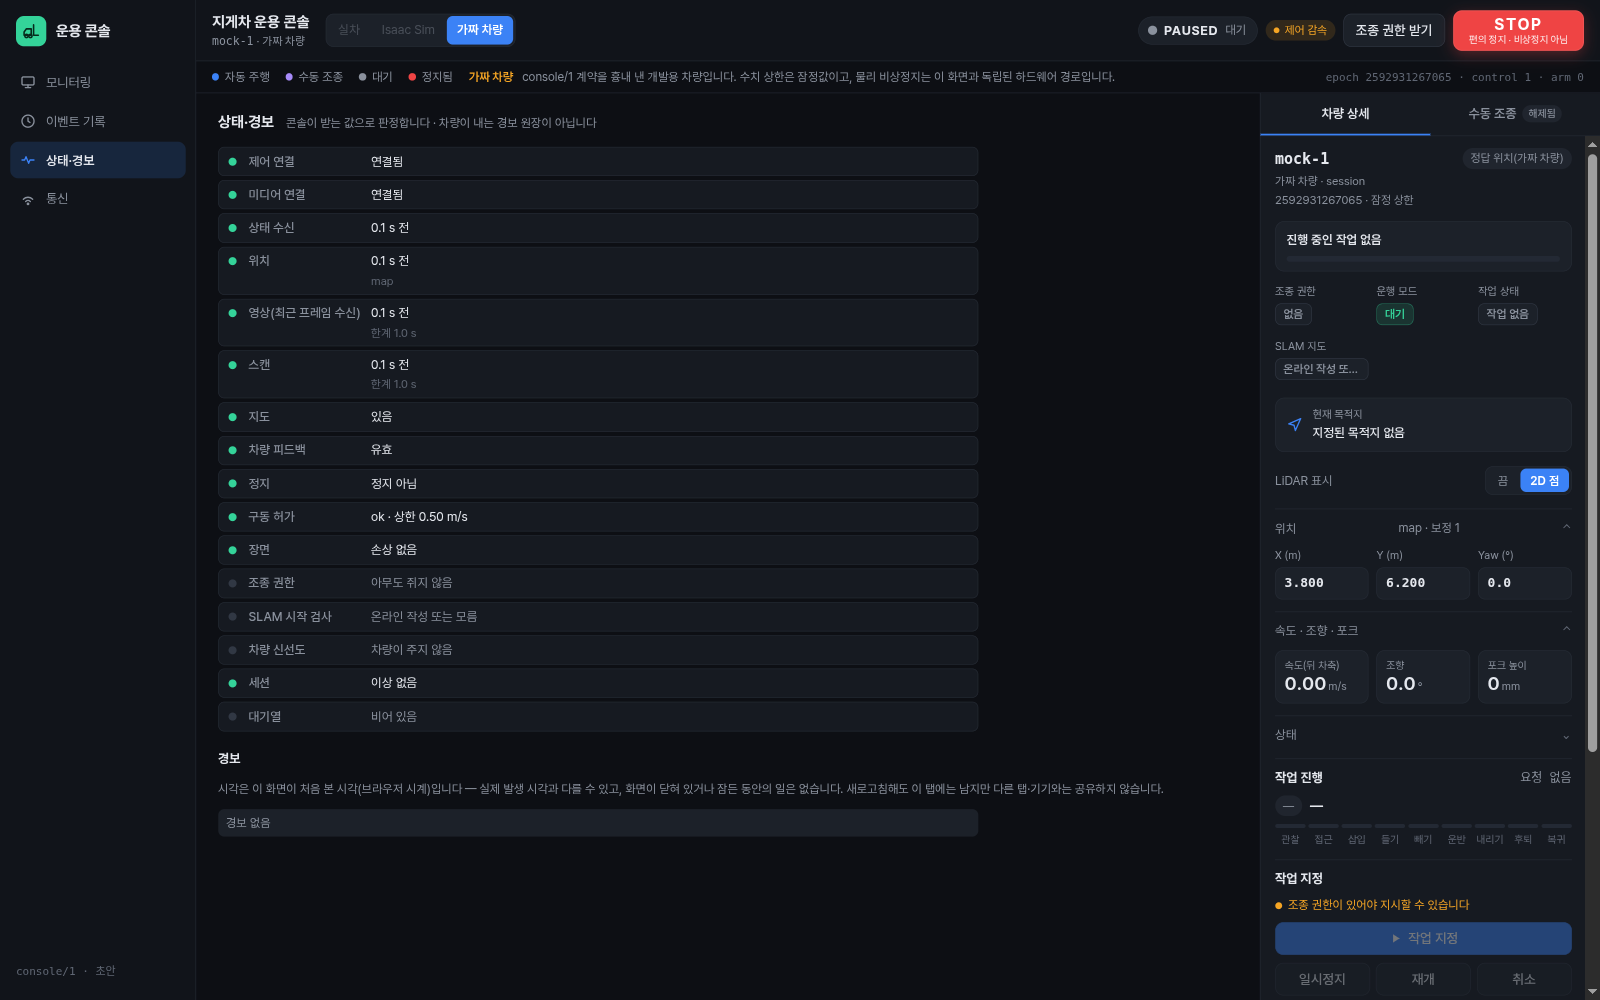 운용 콘솔
모니터링
이벤트 기록
상태·경보
통신
console/1 · 초안
지게차 운용 콘솔
mock-1 · 가짜 차량
실차 Isaac Sim 가짜 차량
PAUSED 대기
제어 감속
조종 권한 받기
STOP
편의 정지 · 비상정지 아님
자동 주행 수동 조종 대기 정지됨 가짜 차량 console/1 계약을 흉내 낸 개발용 차량입니다. 수치 상한은 잠정값이고, 물리 비상정지는 이 화면과 독립된 하드웨어 경로입니다.
epoch 2592931267065 · control 1 · arm 0
상태·경보 콘솔이 받는 값으로 판정합니다 · 차량이 내는 경보 원장이 아닙니다
제어 연결 연결됨
미디어 연결 연결됨
상태 수신 0.1 s 전
위치 0.1 s 전
map
영상(최근 프레임 수신) 0.1 s 전
한계 1.0 s
스캔 0.1 s 전
한계 1.0 s
지도 있음
차량 피드백 유효
정지 정지 아님
구동 허가 ok · 상한 0.50 m/s
장면 손상 없음
조종 권한 아무도 쥐지 않음
SLAM 시작 검사 온라인 작성 또는 모름
차량 신선도 차량이 주지 않음
세션 이상 없음
대기열 비어 있음
경보
시각은 이 화면이 처음 본 시각(브라우저 시계)입니다 — 실제 발생 시각과 다를 수 있고, 화면이 닫혀 있거나 잠든 동안의 일은 없습니다. 새로고침해도 이 탭에는 남지만 다른 탭·기기와는 공유하지 않습니다.
경보 없음
차량 상세
수동 조종 해제됨
mock-1
정답 위치(가짜 차량)
가짜 차량 · session
2592931267065 · 잠정 상한
진행 중인 작업 없음
조종 권한 운행 모드 작업 상태
없음 대기 작업 없음
SLAM 지도
온라인 작성 또...
현재 목적지
지정된 목적지 없음
LiDAR 표시 끔 2D 점
위치 map · 보정 1
X (m) Y (m) Yaw (°)
3.800 6.200 0.0
속도 · 조향 · 포크
속도(뒤 차축) 조향 포크 높이
0.00 m/s 0.0 ° 0 mm
상태
작업 진행 요청 없음
— —
관찰 접근 삽입 들기 빼기 운반 내리기 후퇴 복귀
작업 지정
조종 권한이 있어야 지시할 수 있습니다
작업 지정
일시정지 재개 취소